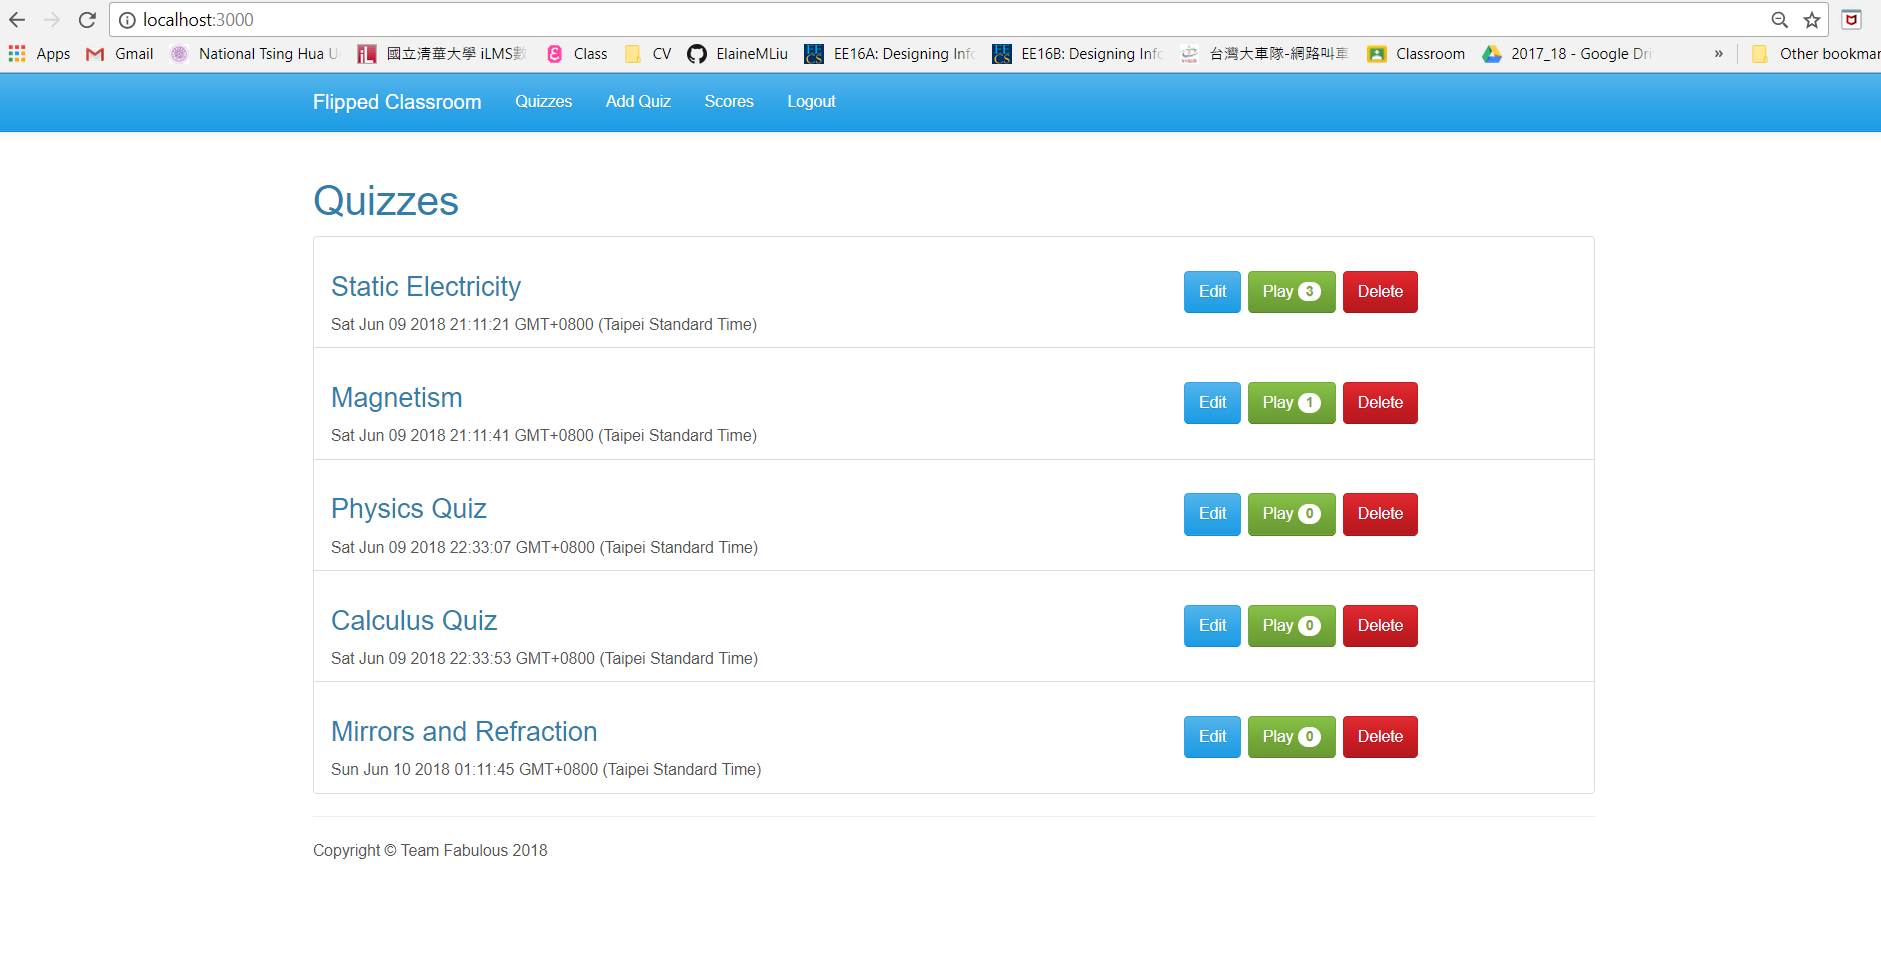 localhost:3000
Apps Gmail National Tsing Hua 國立清華大學 iLMS數 Class CV ElaineMLiu EE16A: Designing EE16B: Designing 台灣大車隊-網路叫車 Classroom 2017_18 - Google » Other
Flipped Classroom Quizzes Add Quiz Scores Logout
Quizzes
Static Electricity
Edit Play 3 Delete
Sat Jun 09 2018 21:11:21 GMT+0800 (Taipei Standard Time)
Magnetism
Edit Play 1 Delete
Sat Jun 09 2018 21:11:41 GMT+0800 (Taipei Standard Time)
Physics Quiz
Edit Play 0 Delete
Sat Jun 09 2018 22:33:07 GMT+0800 (Taipei Standard Time)
Calculus Quiz
Edit Play 0 Delete
Sat Jun 09 2018 22:33:53 GMT+0800 (Taipei Standard Time)
Mirrors and Refraction
Edit Play 0 Delete
Sun Jun 10 2018 01:11:45 GMT+0800 (Taipei Standard Time)
Copyright © Team Fabulous 2018